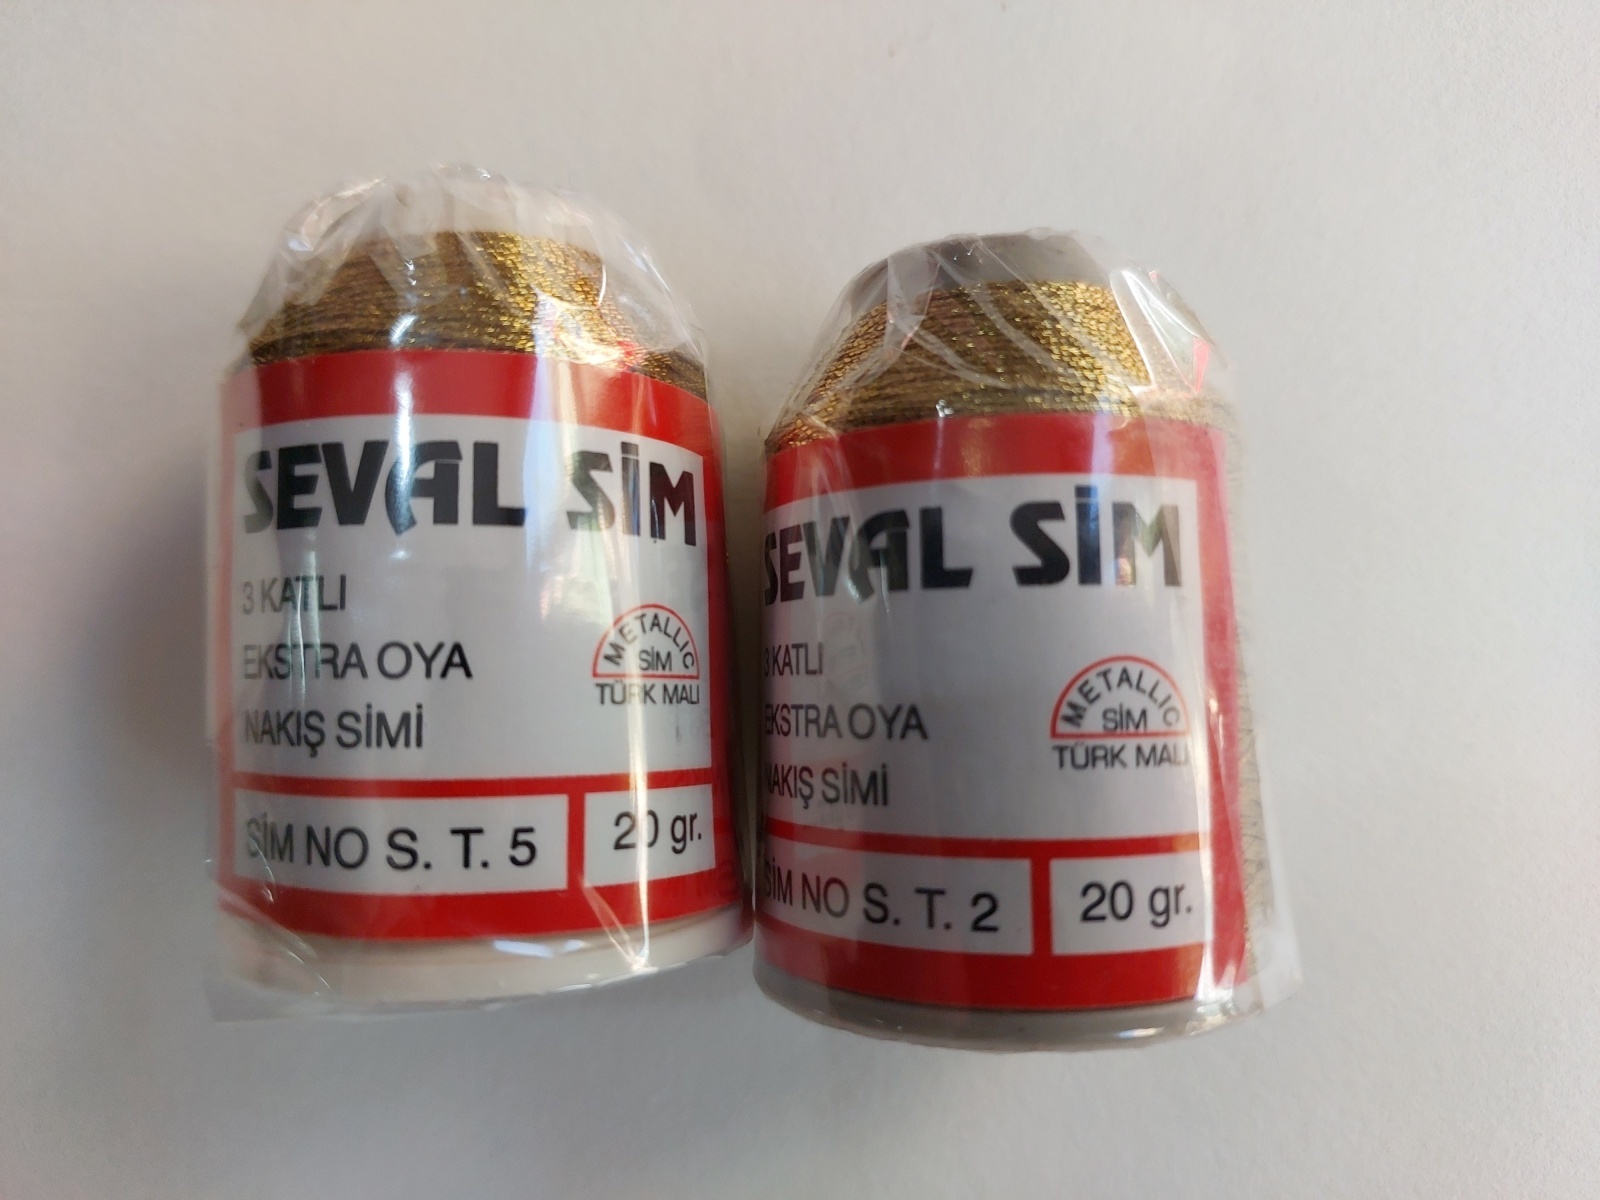 SEVAL SİM
3 KATLI
EKSTRA OYA
NAKIŞ SİMİ
METALLIC
SİM
TÜRK MALI
SİM NO S. T. 5
20 gr.
SEVAL SİM
3 KATLI
EKSTRA OYA
NAKIŞ SİMİ
METALLIC
SİM
TÜRK MALI
SİM NO S. T. 2
20 gr.